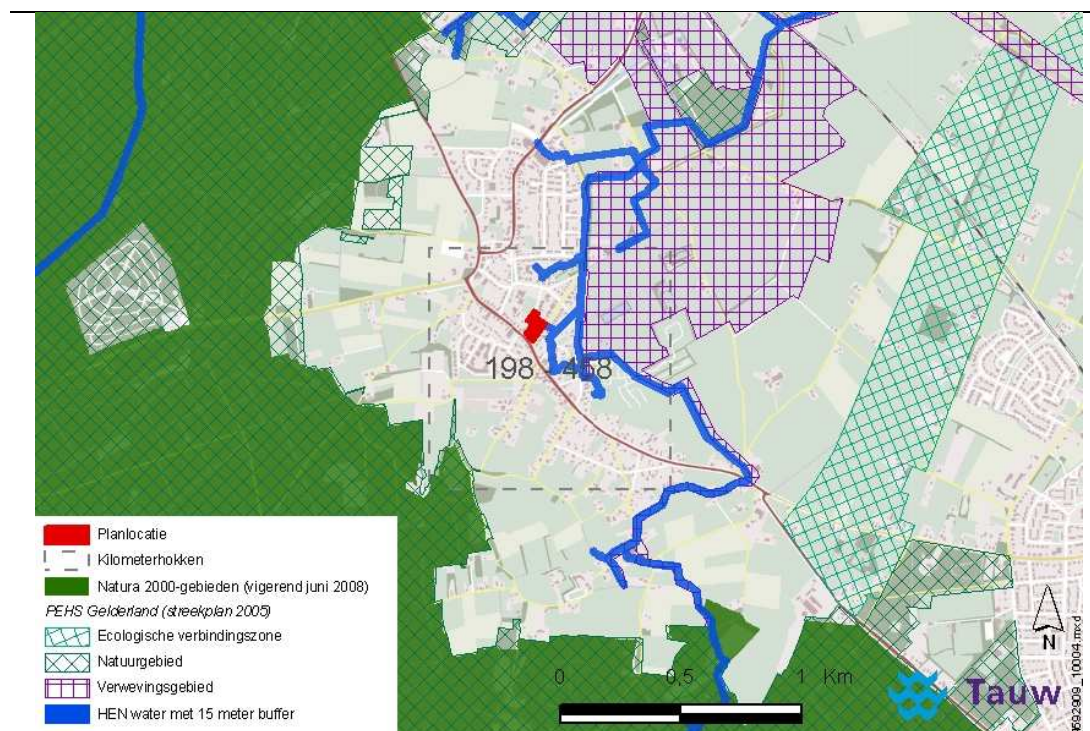 198 - 458
Planlocatie
Kilometerhokken
Natura 2000-gebieden (vigerend juni 2008)
PEHS Gelderland (streekplan 2005)
Ecologische verbindingszone
Natuurgebied
Verwevingsgebied
HEN water met 15 meter buffer
0 0,5 1 Km
N
Tauw